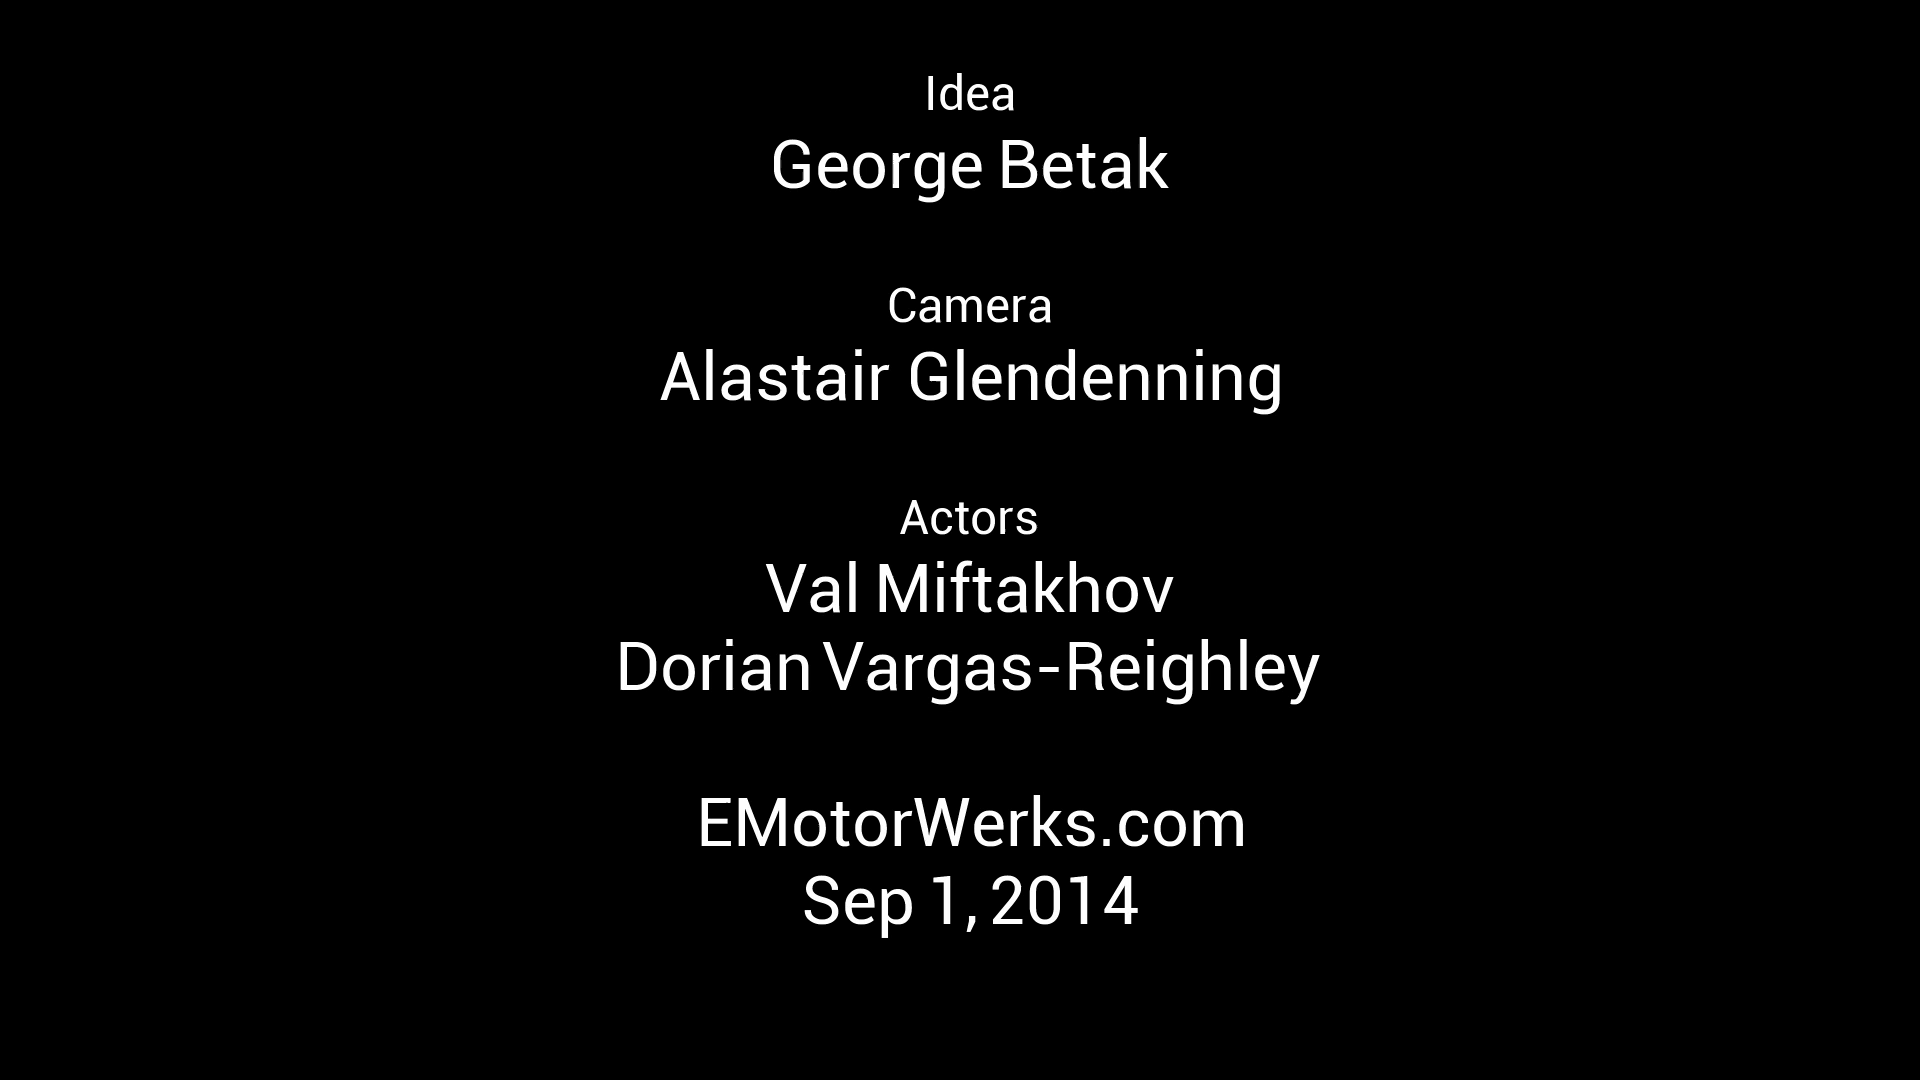 Idea
George Betak
Camera
Alastair Glendenning
Actors
Val Miftakhov
Dorian Vargas-Reighley
EMotorWerks.com
Sep 1, 2014